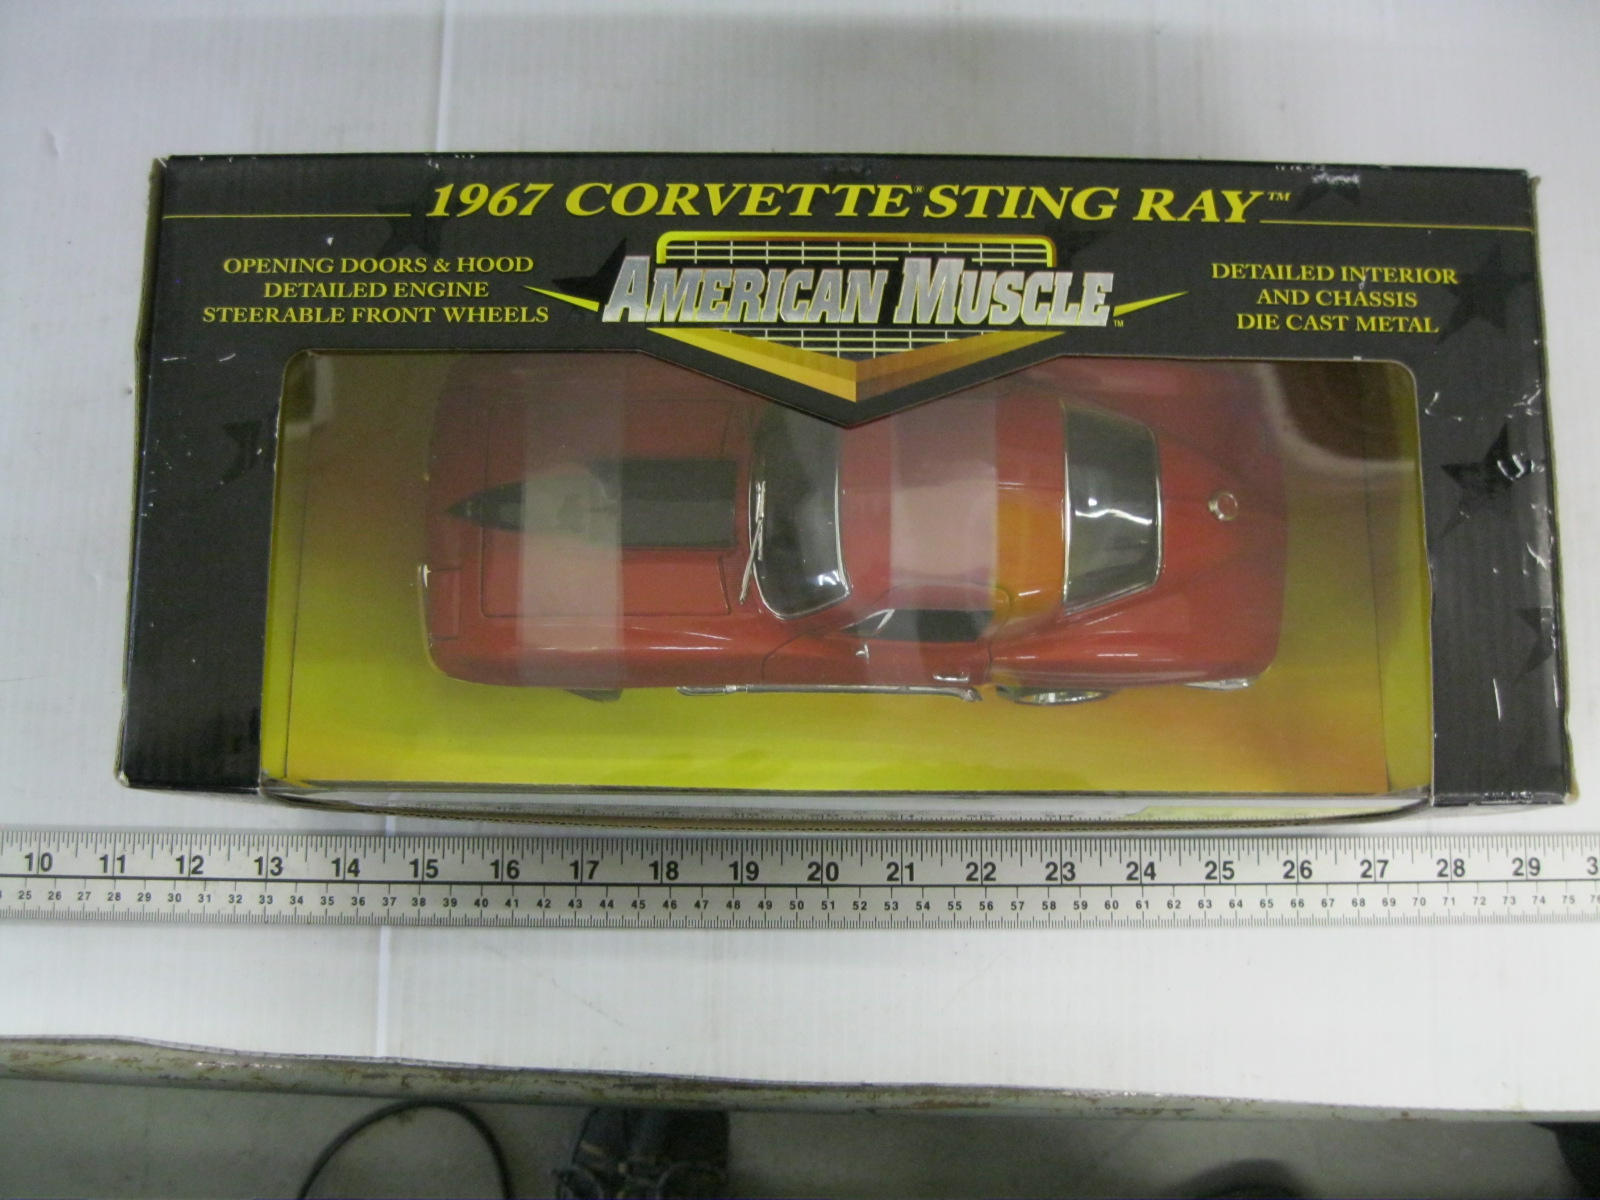 1967 CORVETTE® STING RAY™
OPENING DOORS & HOOD
DETAILED ENGINE
STEERABLE FRONT WHEELS
AMERICAN MUSCLE™
DETAILED INTERIOR
AND CHASSIS
DIE CAST METAL
10 11 12 13 14 15 16 17 18 19 20 21 22 23 24 25 26 27 28 29 3
25 26 27 28 29 30 31 32 33 34 35 36 37 38 39 40 41 42 43 44 45 46 47 48 49 50 51 52 53 54 55 56 57 58 59 60 61 62 63 64 65 66 67 68 69 70 71 72 73 74 75